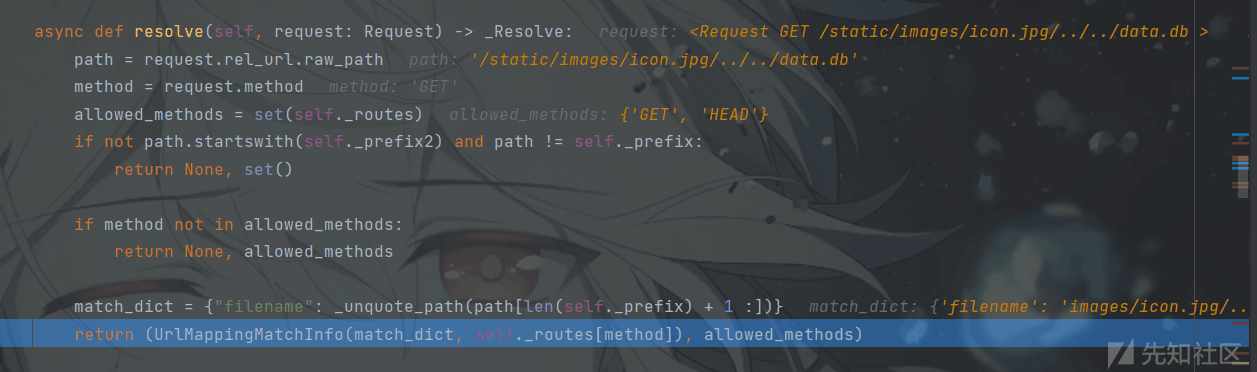 async def resolve(self, request: Request) -> _Resolve:   request: <Request GET /static/images/icon.jpg/../../data.db >
    path = request.rel_url.raw_path   path: '/static/images/icon.jpg/../../data.db'
    method = request.method   method: 'GET'
    allowed_methods = set(self._routes)   allowed_methods: {'GET', 'HEAD'}
    if not path.startswith(self._prefix2) and path != self._prefix:
        return None, set()
    if method not in allowed_methods:
        return None, allowed_methods
    match_dict = {"filename": _unquote_path(path[len(self._prefix) + 1 :])}   match_dict: {'filename': 'images/icon.jpg/..
    return (UrlMappingMatchInfo(match_dict, self._routes[method]), allowed_methods)
先知社区